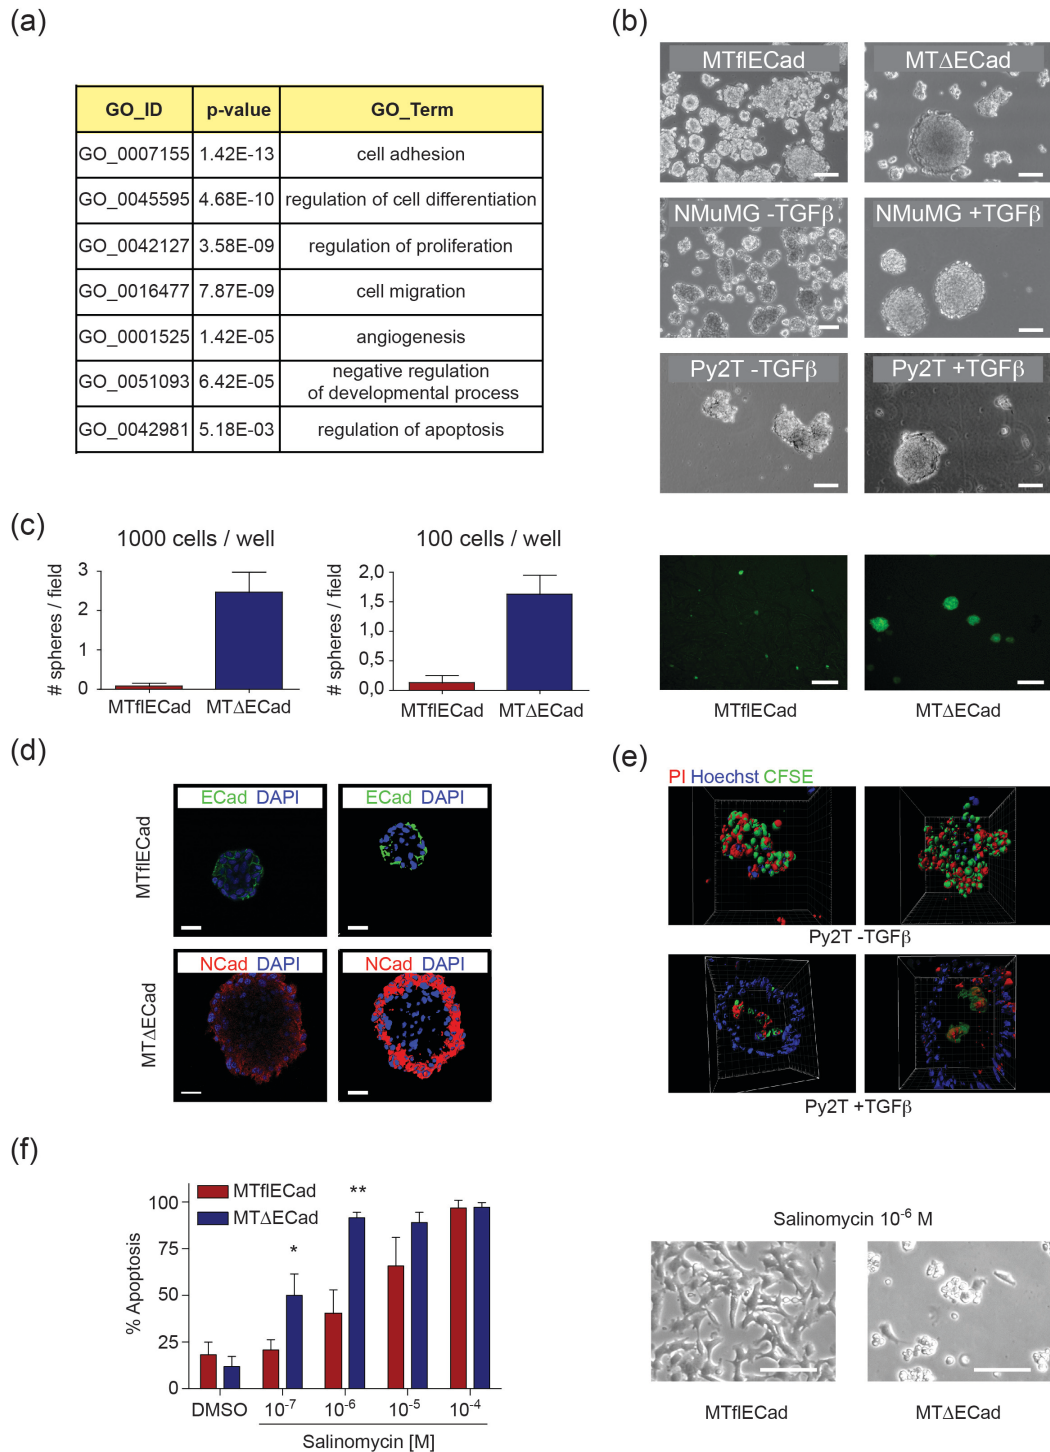 (a)
GO_ID p-value GO_Term
GO_0007155 1.42E-13 cell adhesion
GO_0045595 4.68E-10 regulation of cell differentiation
GO_0042127 3.58E-09 regulation of proliferation
GO_0016477 7.87E-09 cell migration
GO_0001525 1.42E-05 angiogenesis
GO_0051093 6.42E-05 negative regulation
of developmental process
GO_0042981 5.18E-03 regulation of apoptosis
(b)
MTflECad MTΔECad
NMuMG -TGFβ NMuMG +TGFβ
Py2T -TGFβ Py2T +TGFβ
(c)
1000 cells / well
# spheres / field
3
2
1
0
MTflECad MTΔECad
100 cells / well
# spheres / field
2,0
1,5
1,0
0,5
0,0
MTflECad MTΔECad
MTflECad MTΔECad
(d)
MTflECad
ECad DAPI ECad DAPI
MTΔECad
NCad DAPI NCad DAPI
(e)
PI Hoechst CFSE
Py2T -TGFβ
Py2T +TGFβ
(f)
MTflECad
MTΔECad
% Apoptosis
100
75
50
25
0
* **
DMSO 10⁻⁷ 10⁻⁶ 10⁻⁵ 10⁻⁴
Salinomycin [M]
Salinomycin 10⁻⁶ M
MTflECad MTΔECad